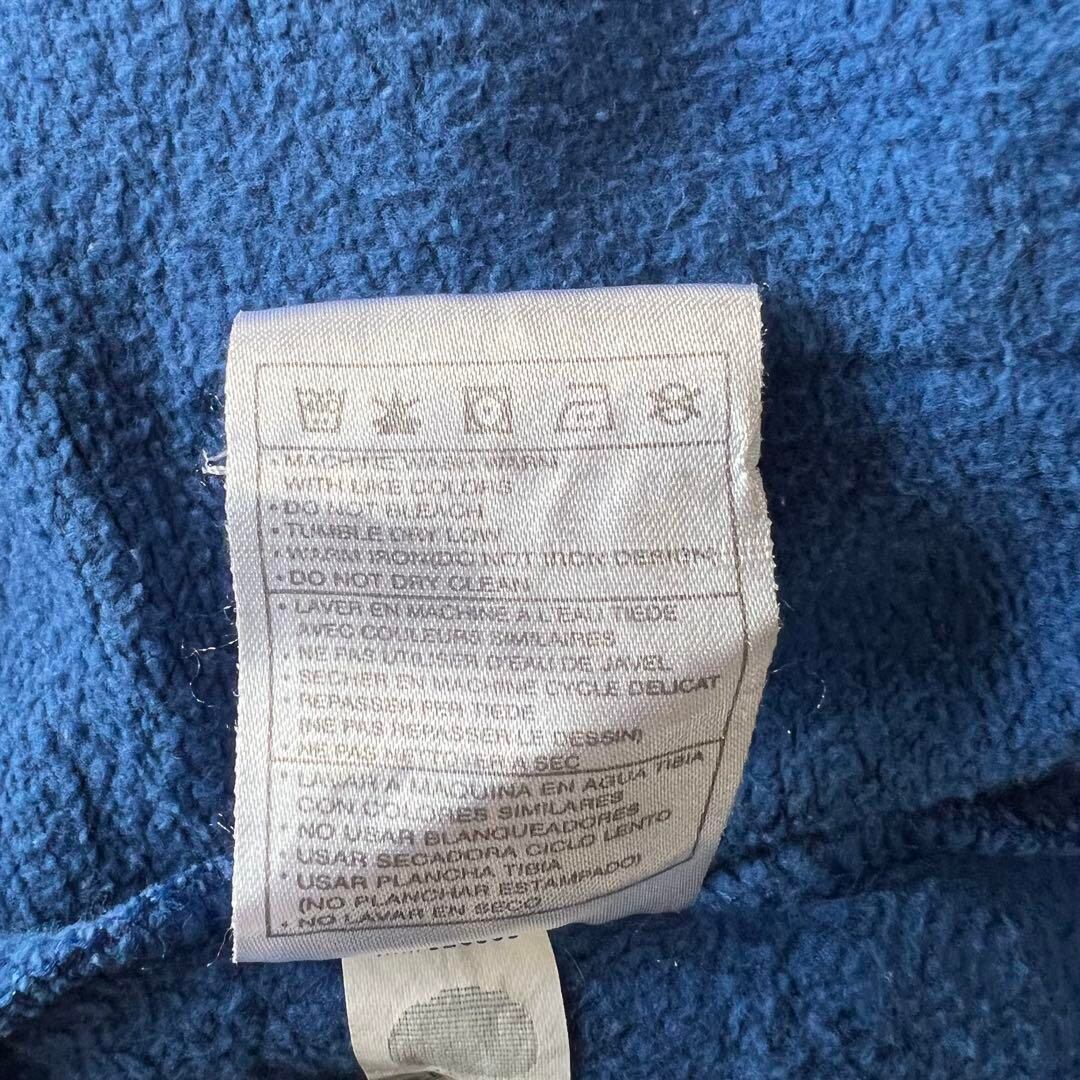 • MACHINE WASH WARM
WITH LIKE COLORS
• DO NOT BLEACH
• TUMBLE DRY LOW
• WARM IRON(DO NOT IRON DESIGN)
• DO NOT DRY CLEAN
• LAVER EN MACHINE A L'EAU TIEDE
AVEC COULEURS SIMILAIRES
• NE PAS UTILISER D'EAU DE JAVEL
• SECHER EN MACHINE CYCLE DELICAT
• REPASSER FER TIEDE
(NE PAS REPASSER LE DESSIN)
• NE PAS NETTOYER A SEC
• LAVAR A MAQUINA EN AGUA TIBIA
CON COLORES SIMILARES
• NO USAR BLANQUEADORES
• USAR SECADORA CICLO LENTO
• USAR PLANCHA TIBIA
(NO PLANCHAR ESTAMPADO)
• NO LAVAR EN SECO